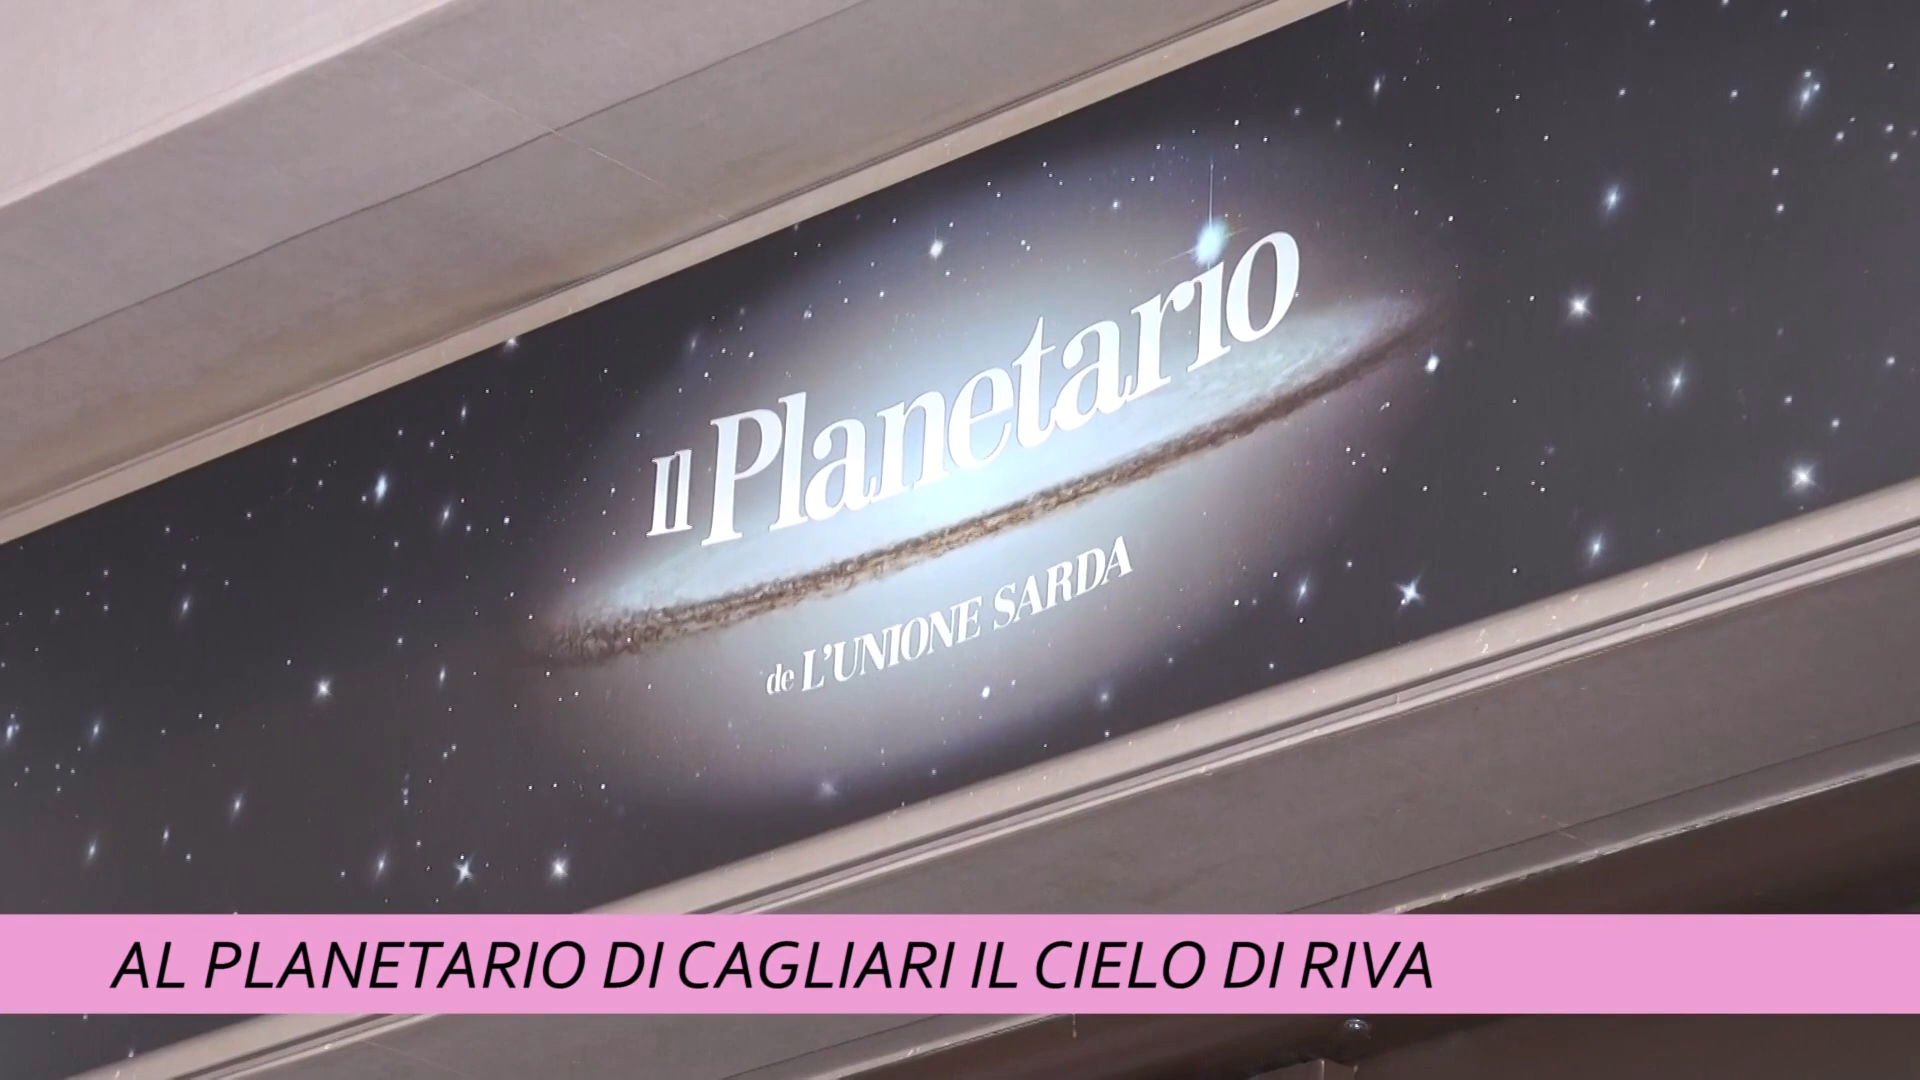 Il Planetario
de L'UNIONE SARDA
AL PLANETARIO DI CAGLIARI IL CIELO DI RIVA